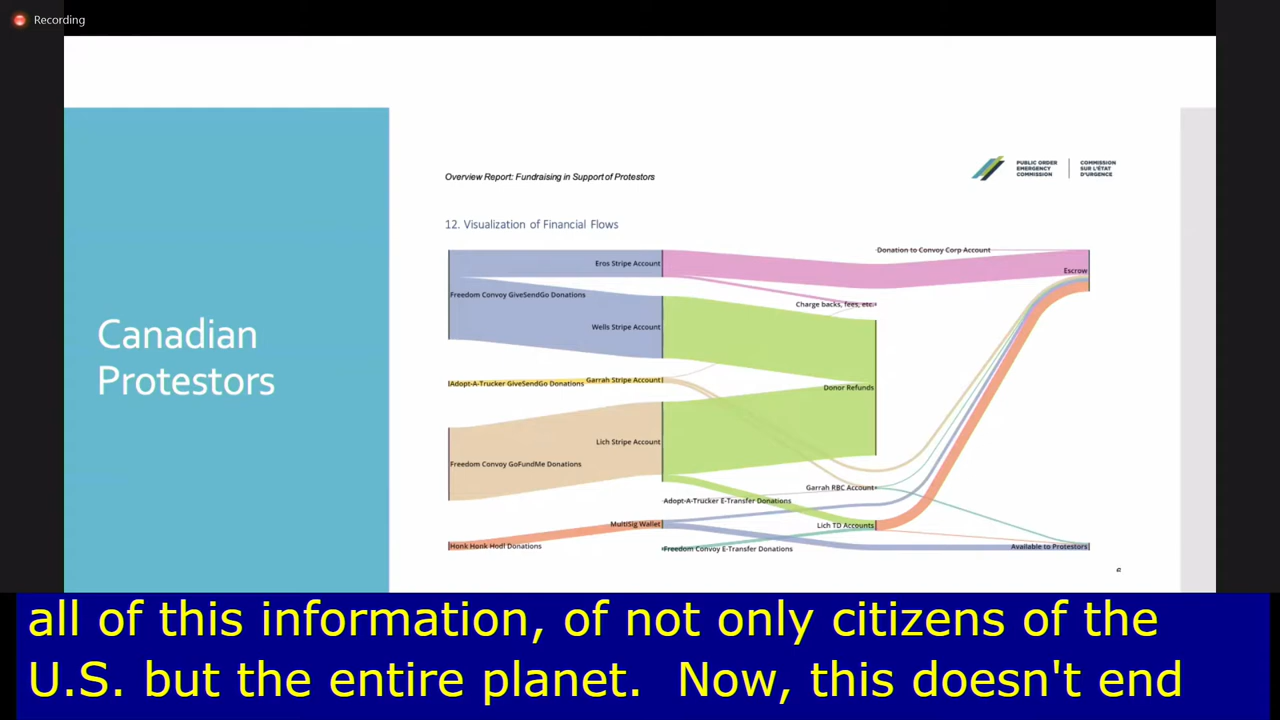 Recording
PUBLIC ORDER
EMERGENCY
COMMISSION
COMMISSION
SUR L'ÉTAT
D'URGENCE
Overview Report: Fundraising in Support of Protestors
12. Visualization of Financial Flows
Donation to Convoy Corp Account
Eros Stripe Account
Escrow
Freedom Convoy GiveSendGo Donations
Charge backs, fees, etc.
Wells Stripe Account
Canadian
Protestors
Garrah Stripe Account
Adopt-A-Trucker GiveSendGo Donations
Donor Refunds
Lich Stripe Account
Freedom Convoy GoFundMe Donations
Garrah RBC Account
Adopt-A-Trucker E-Transfer Donations
MultiSig Wallet
Lich TD Accounts
Honk Honk Hodl Donations
Freedom Convoy E-Transfer Donations
Available to Protestors
all of this information, of not only citizens of the
U.S. but the entire planet. Now, this doesn't end